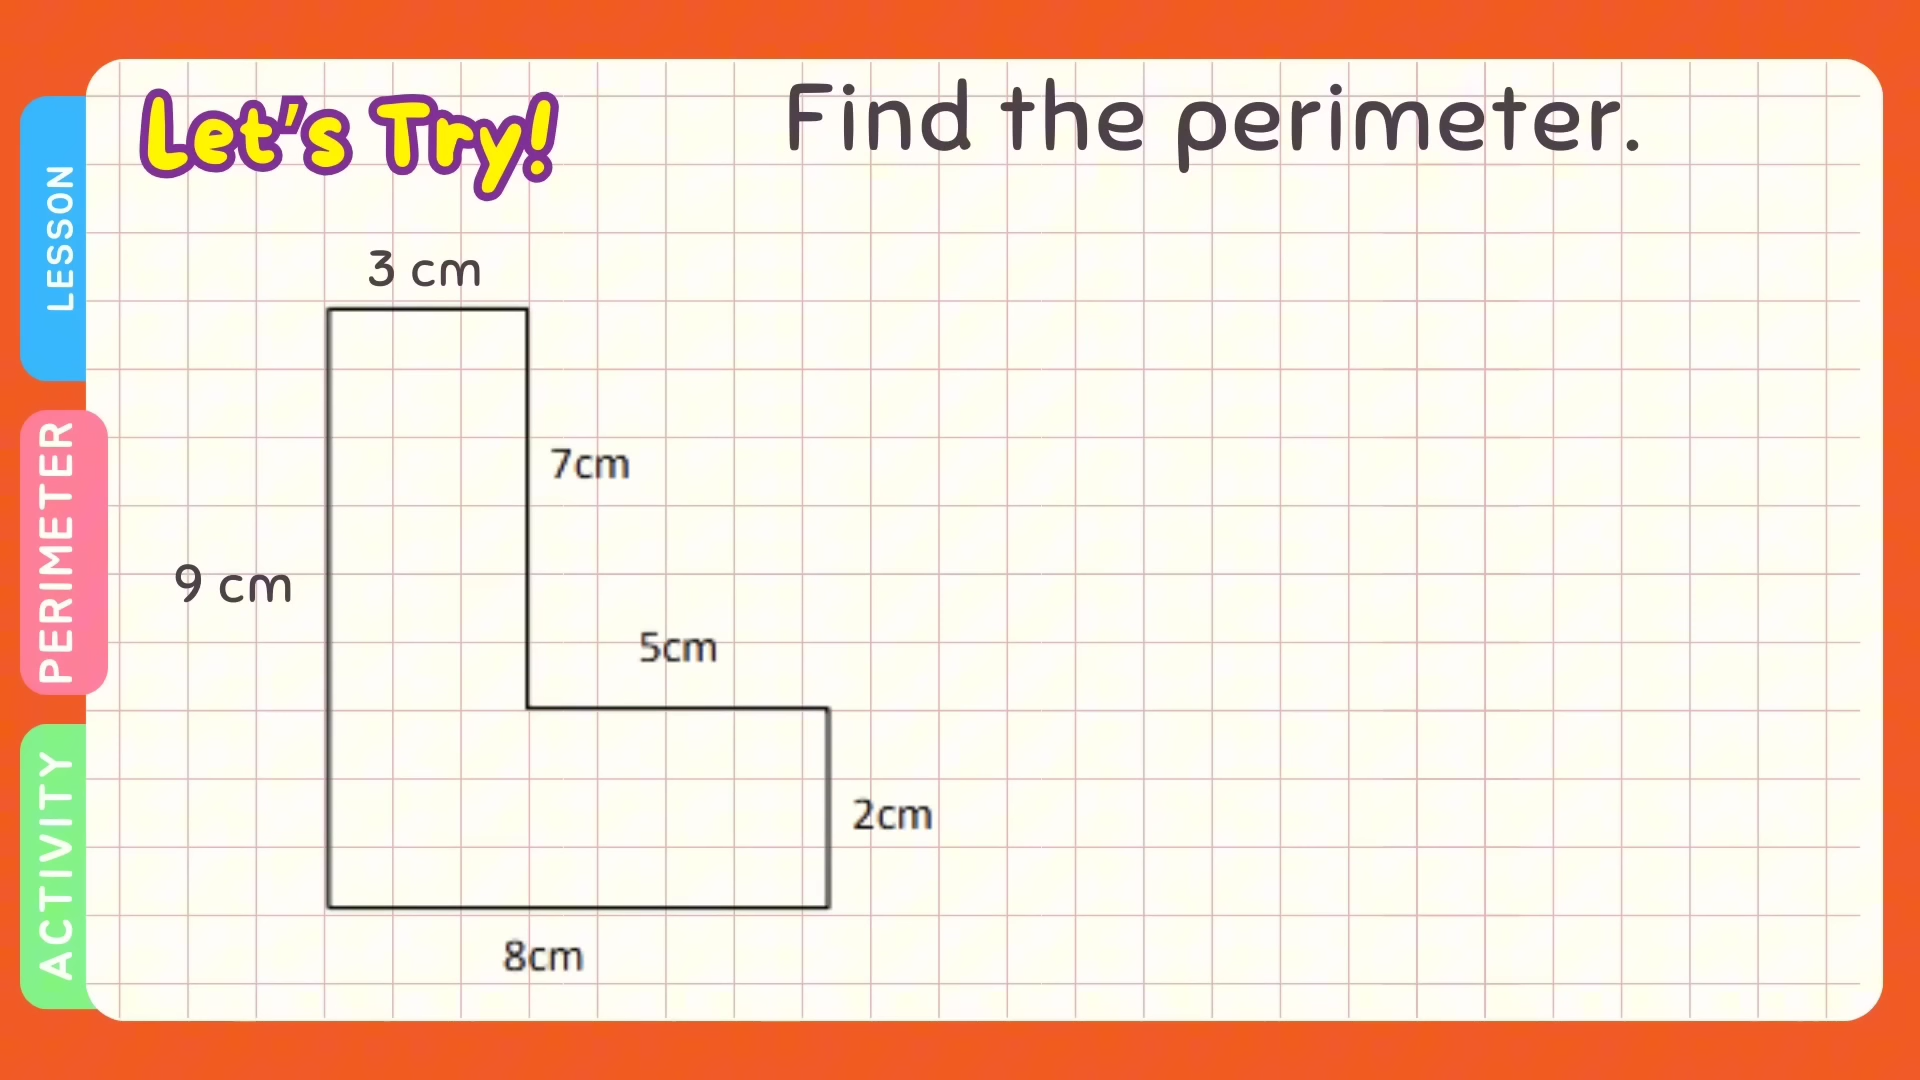 Let's Try!
Find the perimeter.
LESSON
PERIMETER
ACTIVITY
3 cm
7cm
9 cm
5cm
2cm
8cm